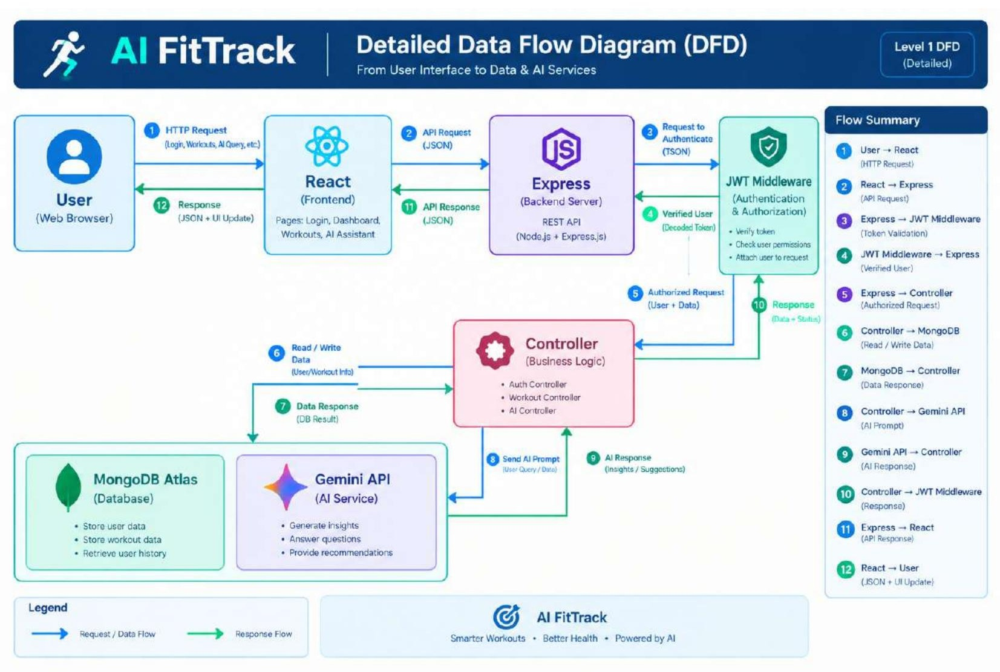 AI FitTrack
Detailed Data Flow Diagram (DFD)
From User Interface to Data & AI Services
Level 1 DFD
(Detailed)
User
(Web Browser)
1 HTTP Request
(Login, Workouts, AI Query, etc.)
12 Response
(JSON + UI Update)
React
(Frontend)
Pages: Login, Dashboard,
Workouts, AI Assistant
2 API Request
(JSON)
11 API Response
(JSON)
JS
Express
(Backend Server)
REST API
(Node.js + Express.js)
3 Request to
Authenticate
(TSON)
4 Verified User
(Decoded Token)
JWT Middleware
(Authentication
& Authorization)
• Verify token
• Check user permissions
• Attach user to request
5 Authorized Request
(User + Data)
10 Response
(Data + Status)
Controller
(Business Logic)
• Auth Controller
• Workout Controller
• AI Controller
6 Read / Write
Data
(User/Workout Info)
7 Data Response
(DB Result)
8 Send AI Prompt
(User Query / Data)
9 AI Response
(Insights / Suggestions)
MongoDB Atlas
(Database)
• Store user data
• Store workout data
• Retrieve user history
Gemini API
(AI Service)
• Generate insights
• Answer questions
• Provide recommendations
Flow Summary
1 User → React
(HTTP Request)
2 React → Express
(API Request)
3 Express → JWT Middleware
(Token Validation)
4 JWT Middleware → Express
(Verified User)
5 Express → Controller
(Authorized Request)
6 Controller → MongoDB
(Read / Write Data)
7 MongoDB → Controller
(Data Response)
8 Controller → Gemini API
(AI Prompt)
9 Gemini API → Controller
(AI Response)
10 Controller → JWT Middleware
(Response)
11 Express → React
(API Response)
12 React → User
(JSON + UI Update)
Legend
Request / Data Flow
Response Flow
AI FitTrack
Smarter Workouts • Better Health • Powered by AI